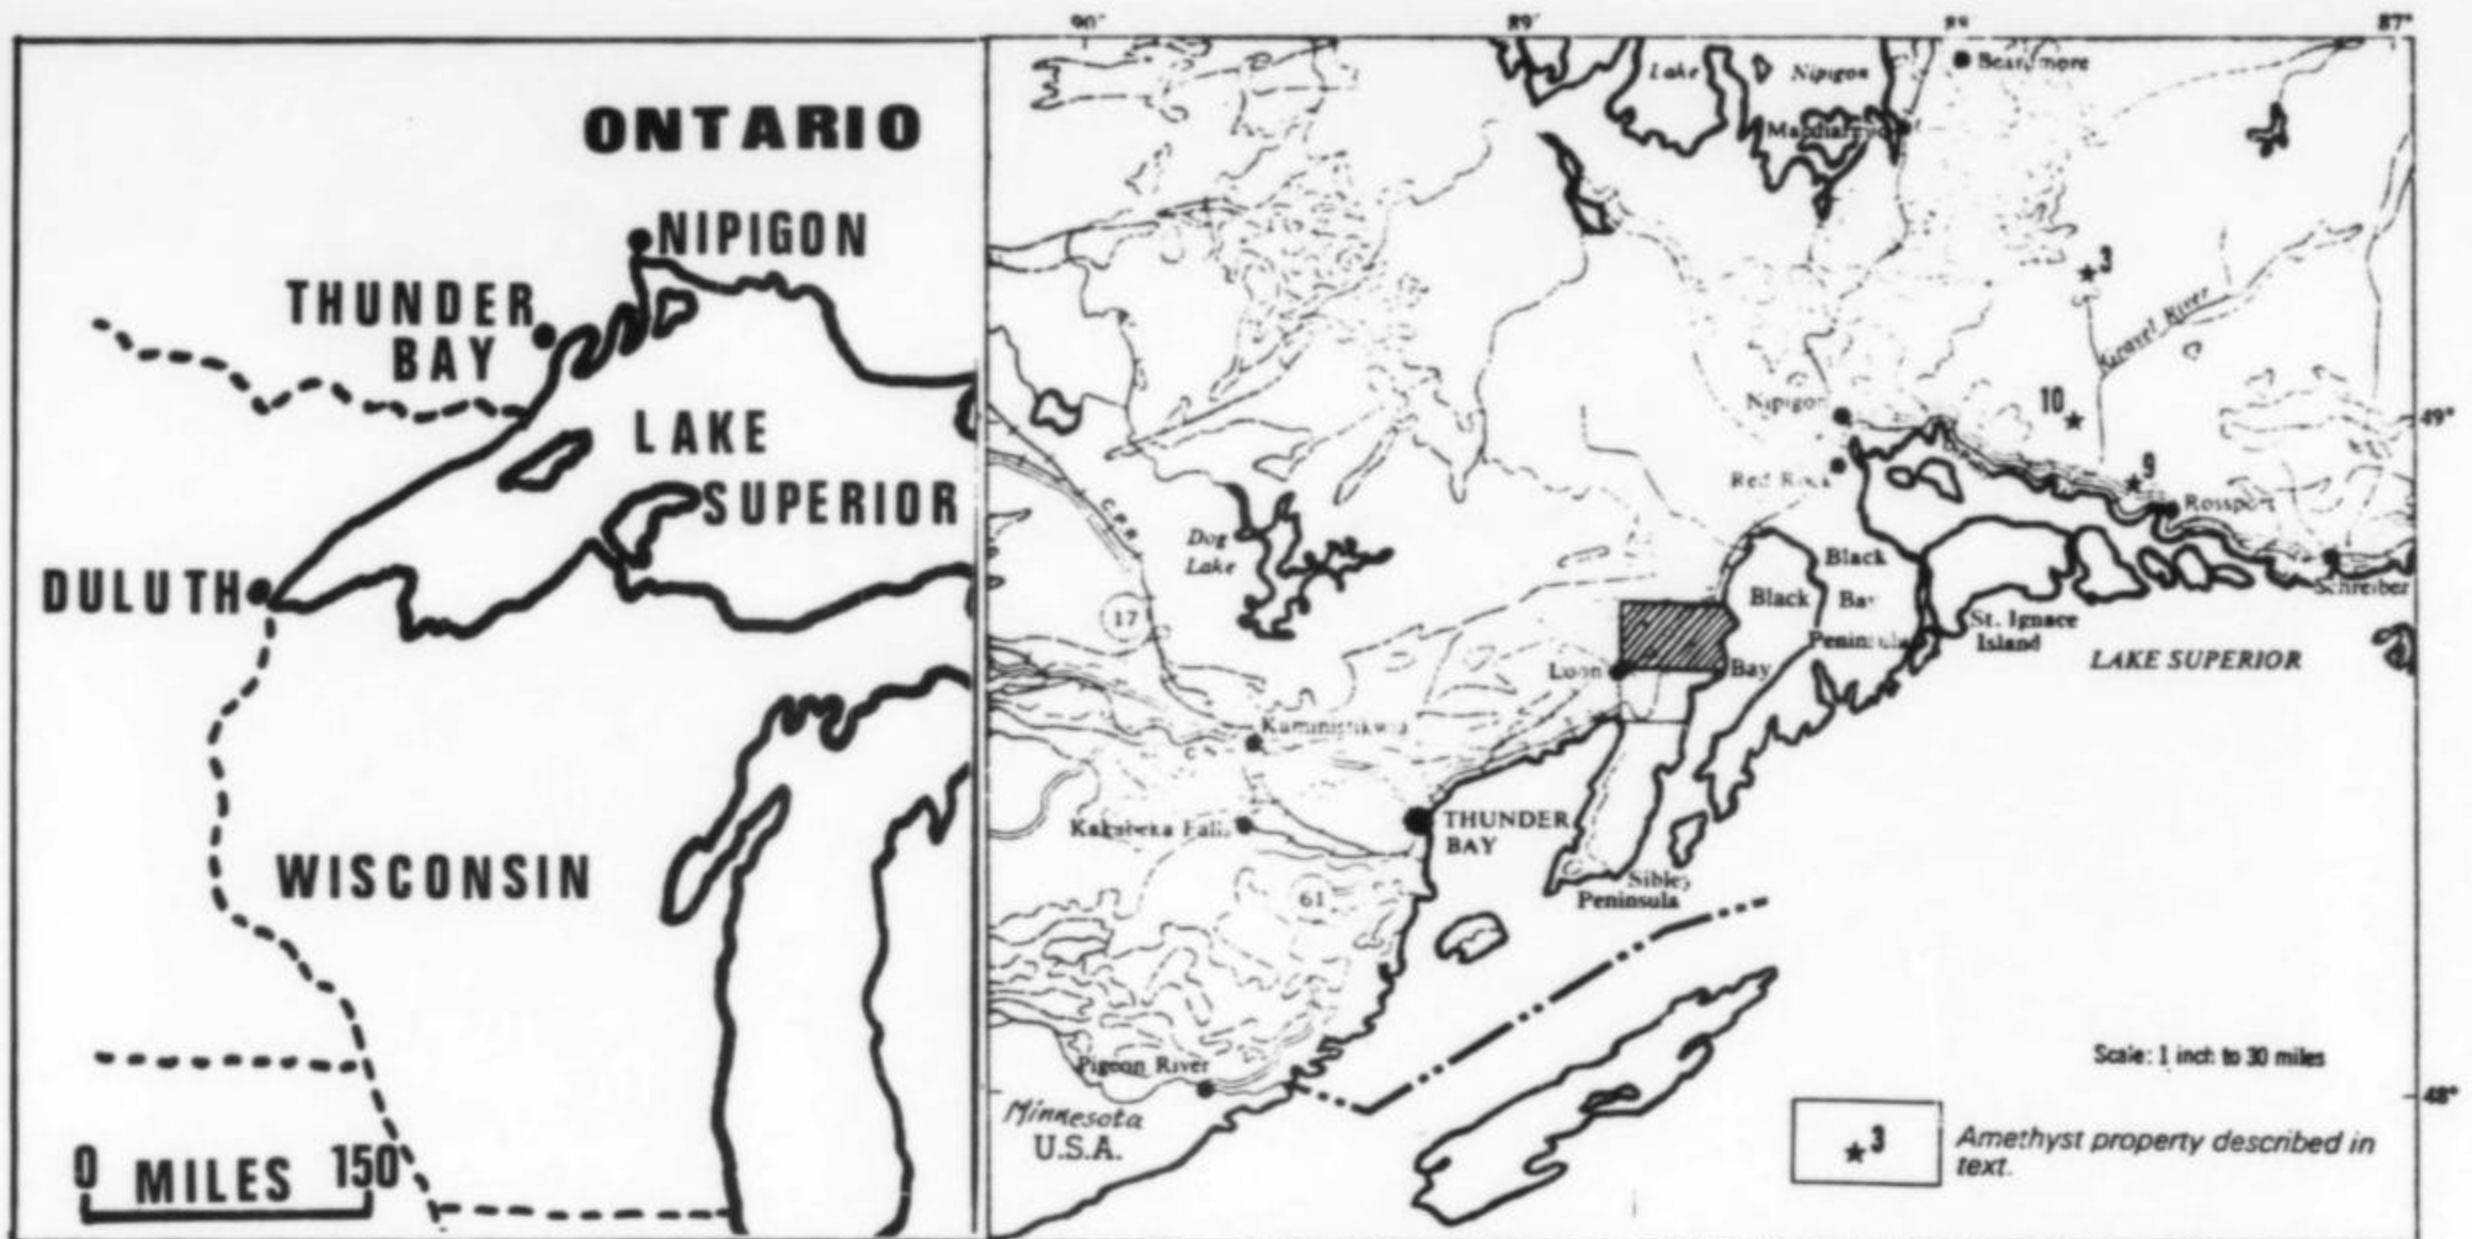 ONTARIO
NIPIGON
THUNDER
BAY
LAKE
SUPERIOR
DULUTH
WISCONSIN
0 MILES 150
90°
89°
87°
Lake Nipigon
Beardmore
3
Gravel River
10
Nipigon
49°
9
Red Rock
Rossport
C.P.R.
Dog
Lake
Black
Bay
Peninsula
Black
Bay
Schreiber
17
St. Ignace
Island
LAKE SUPERIOR
Loon
Kaministikwia
Kakabeka Falls
THUNDER
BAY
61
Sibley
Peninsula
Pigeon River
Scale: 1 inch to 30 miles
48°
Minnesota
U.S.A.
3
Amethyst property described in
text.